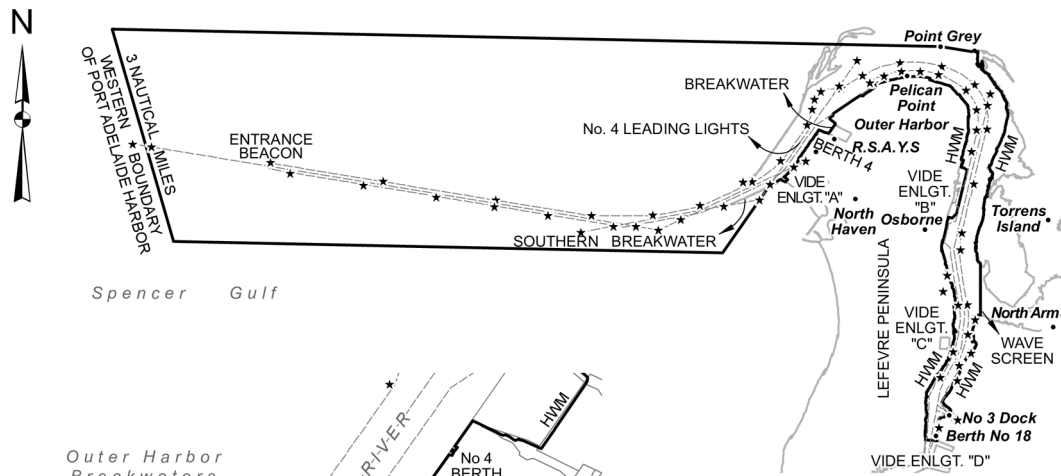 N
Point Grey
3 NAUTICAL MILES
WESTERN BOUNDARY
OF PORT ADELAIDE HARBOR
BREAKWATER
Pelican
Point
ENTRANCE
BEACON
No. 4 LEADING LIGHTS
Outer Harbor
R.S.A.Y.S
BERTH 4
HWM
HWM
VIDE
ENLGT."A"
VIDE
ENLGT.
"B"
North
Haven
Osborne
Torrens
Island
SOUTHERN BREAKWATER
LEFEVRE PENINSULA
Spencer Gulf
VIDE
ENLGT.
"C"
North Arm
WAVE
SCREEN
HWM
HWM
HWM
RIVER
No 3 Dock
Berth No 18
No 4
BERTH
VIDE ENLGT. "D"
Outer Harbor
Breakwaters